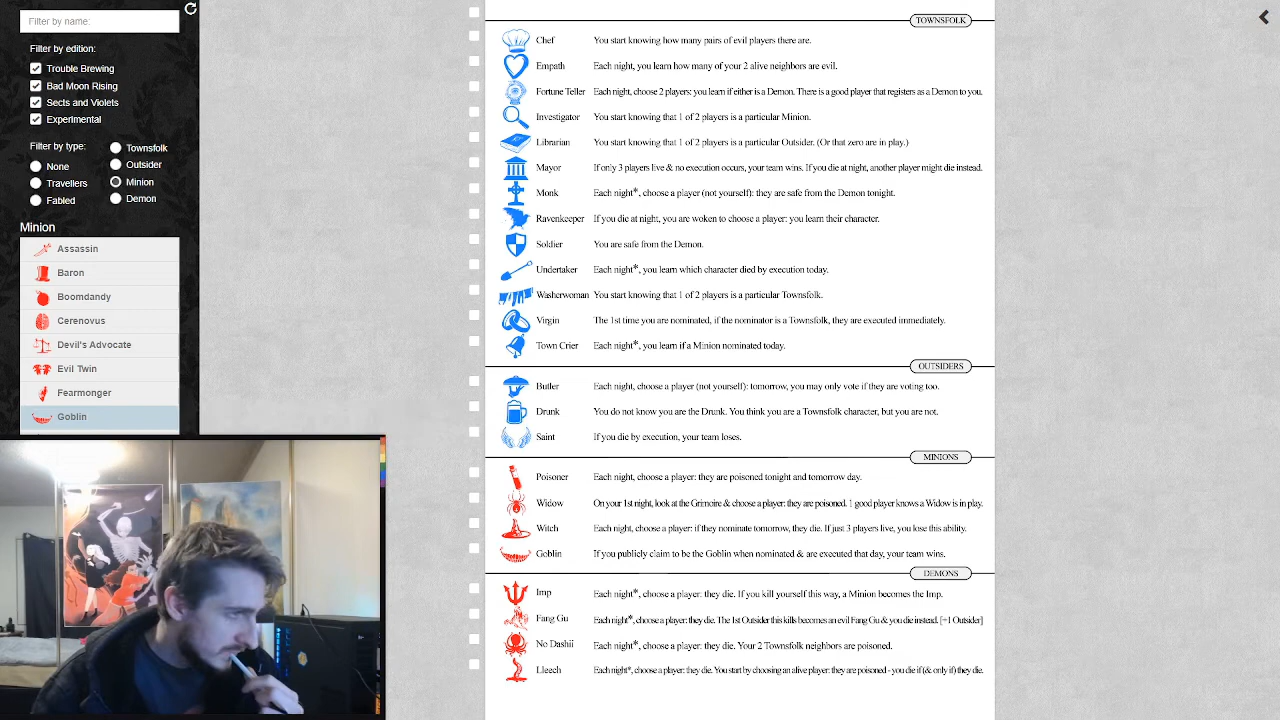 Filter by name:
Filter by edition:
Trouble Brewing
Bad Moon Rising
Sects and Violets
Experimental
Filter by type:
None
Travellers
Fabled
Townsfolk
Outsider
Minion
Demon
Minion
Assassin
Baron
Boomdandy
Cerenovus
Devil's Advocate
Evil Twin
Fearmonger
Goblin
TOWNSFOLK
Chef You start knowing how many pairs of evil players there are.
Empath Each night, you learn how many of your 2 alive neighbors are evil.
Fortune Teller Each night, choose 2 players: you learn if either is a Demon. There is a good player that registers as a Demon to you.
Investigator You start knowing that 1 of 2 players is a particular Minion.
Librarian You start knowing that 1 of 2 players is a particular Outsider. (Or that zero are in play.)
Mayor If only 3 players live & no execution occurs, your team wins. If you die at night, another player might die instead.
Monk Each night*, choose a player (not yourself): they are safe from the Demon tonight.
Ravenkeeper If you die at night, you are woken to choose a player: you learn their character.
Soldier You are safe from the Demon.
Undertaker Each night*, you learn which character died by execution today.
Washerwoman You start knowing that 1 of 2 players is a particular Townsfolk.
Virgin The 1st time you are nominated, if the nominator is a Townsfolk, they are executed immediately.
Town Crier Each night*, you learn if a Minion nominated today.
OUTSIDERS
Butler Each night, choose a player (not yourself): tomorrow, you may only vote if they are voting too.
Drunk You do not know you are the Drunk. You think you are a Townsfolk character, but you are not.
Saint If you die by execution, your team loses.
MINIONS
Poisoner Each night, choose a player: they are poisoned tonight and tomorrow day.
Widow On your 1st night, look at the Grimoire & choose a player: they are poisoned. 1 good player knows a Widow is in play.
Witch Each night, choose a player: if they nominate tomorrow, they die. If just 3 players live, you lose this ability.
Goblin If you publicly claim to be the Goblin when nominated & are executed that day, your team wins.
DEMONS
Imp Each night*, choose a player: they die. If you kill yourself this way, a Minion becomes the Imp.
Fang Gu Each night*, choose a player: they die. The 1st Outsider this kills becomes an evil Fang Gu & you die instead. [+1 Outsider]
No Dashii Each night*, choose a player: they die. Your 2 Townsfolk neighbors are poisoned.
Lleech Each night*, choose a player: they die. You start by choosing an alive player: they are poisoned - you die if (& only if) they die.